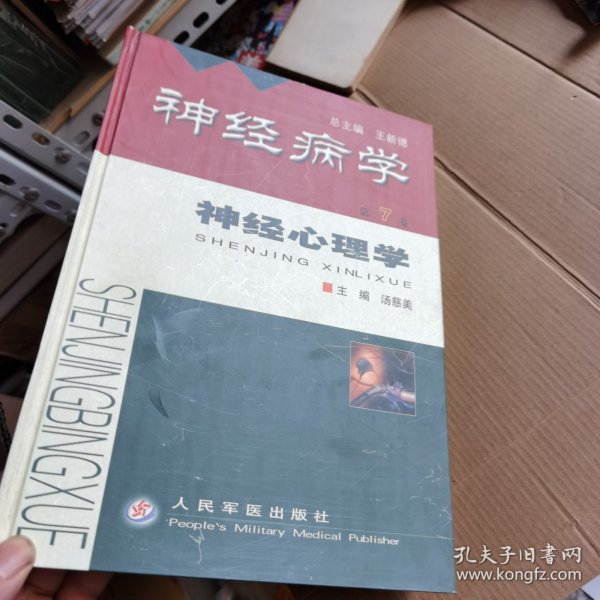 总主编 王新德
神经病学
第7卷
神经心理学
SHENJING XINLIXUE
主编 汤慈美
SHENJINGBINGXUE
人民军医出版社
People's Military Medical Publisher
孔夫子旧书网
www.kongfz.com